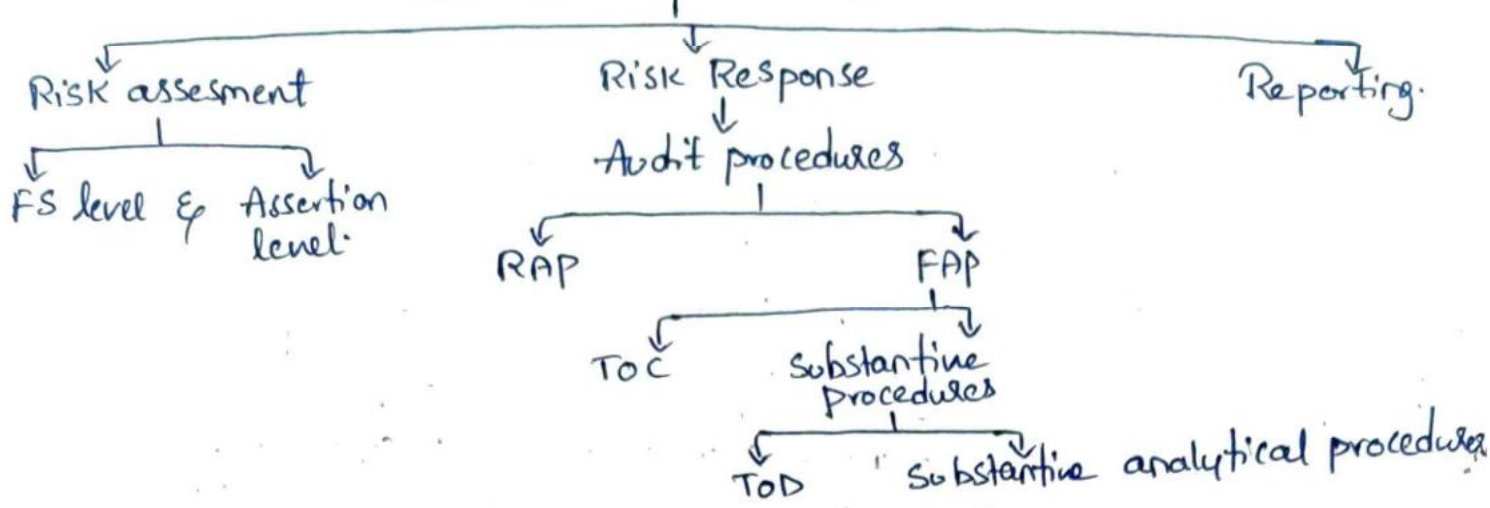 Risk assesment
Risk Response
Reporting.
Audit procedures
FS level & Assertion
level.
RAP
FAP
TOC
Substantive
procedures
TOD
Substantive analytical procedures